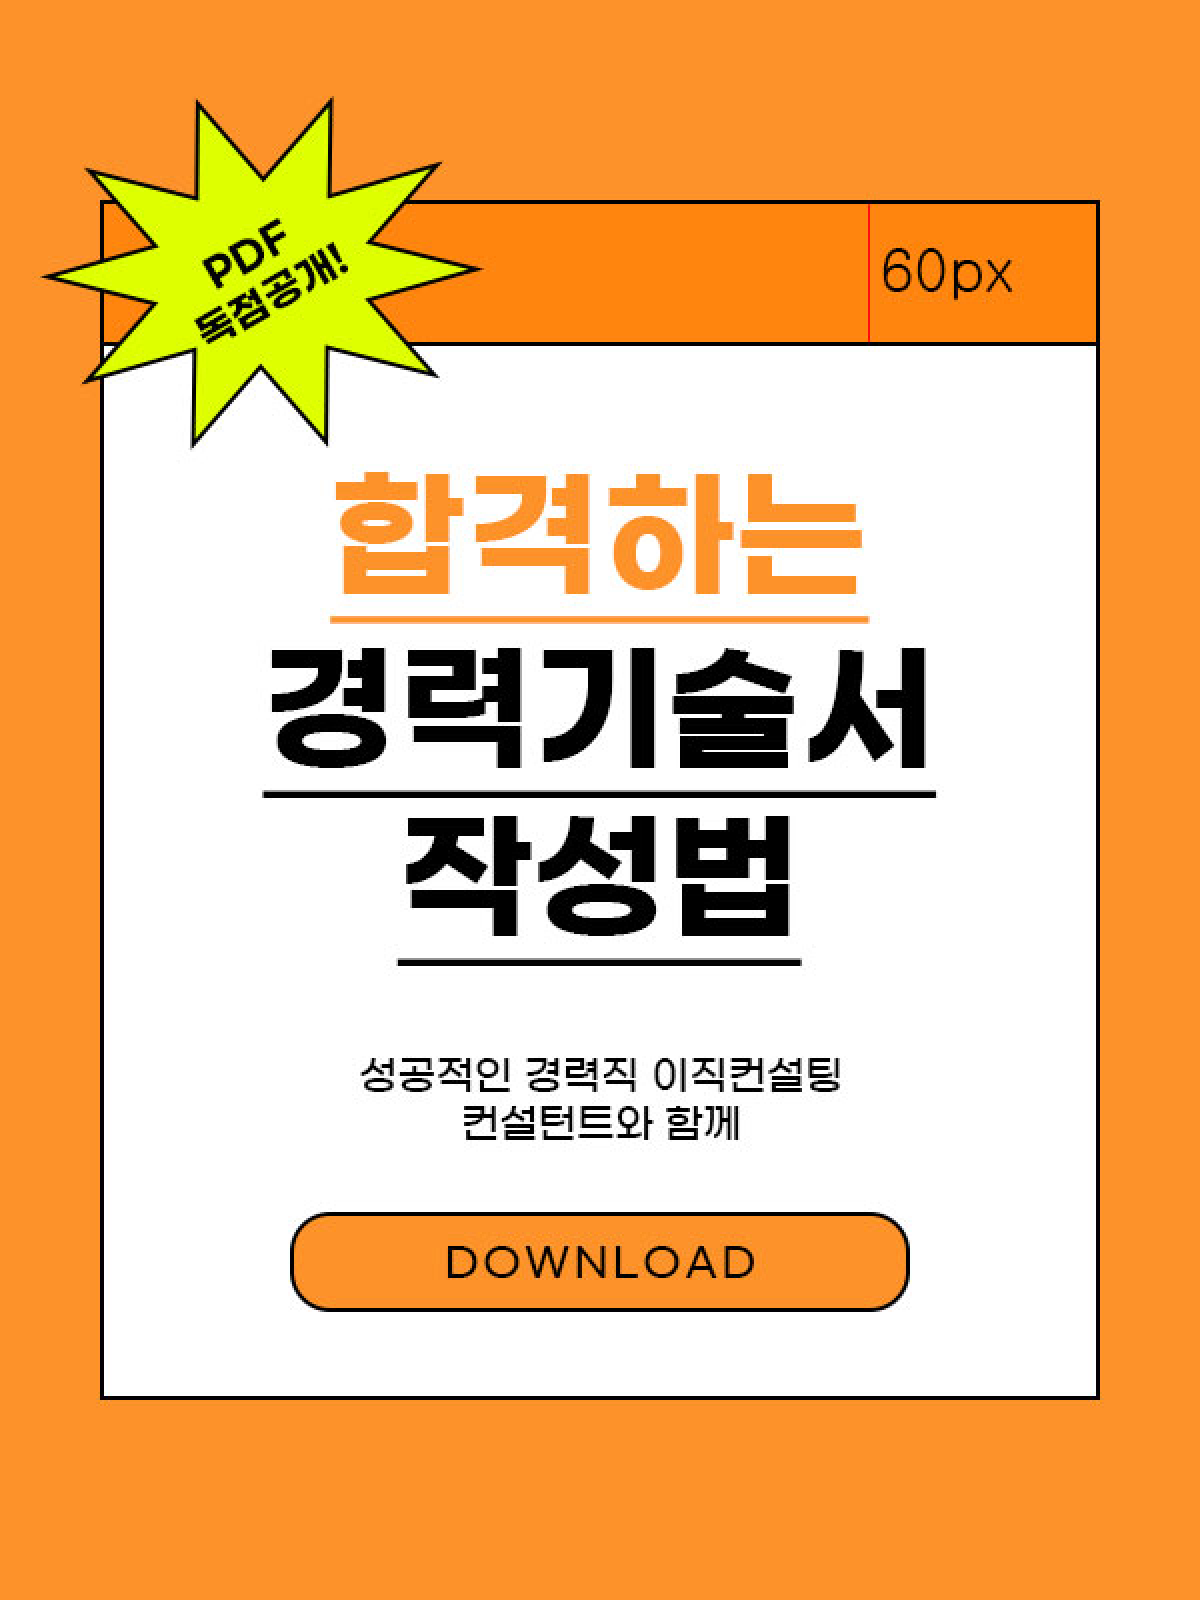 PDF
독점공개!
60px
합격하는
경력기술서
작성법
성공적인 경력직 이직컨설팅
컨설턴트와 함께
DOWNLOAD